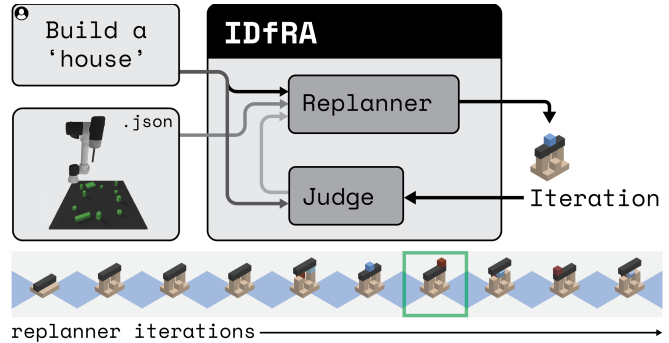 Build a
‘house’
IDfRA
.json
Replanner
Judge
Iteration
replanner iterations